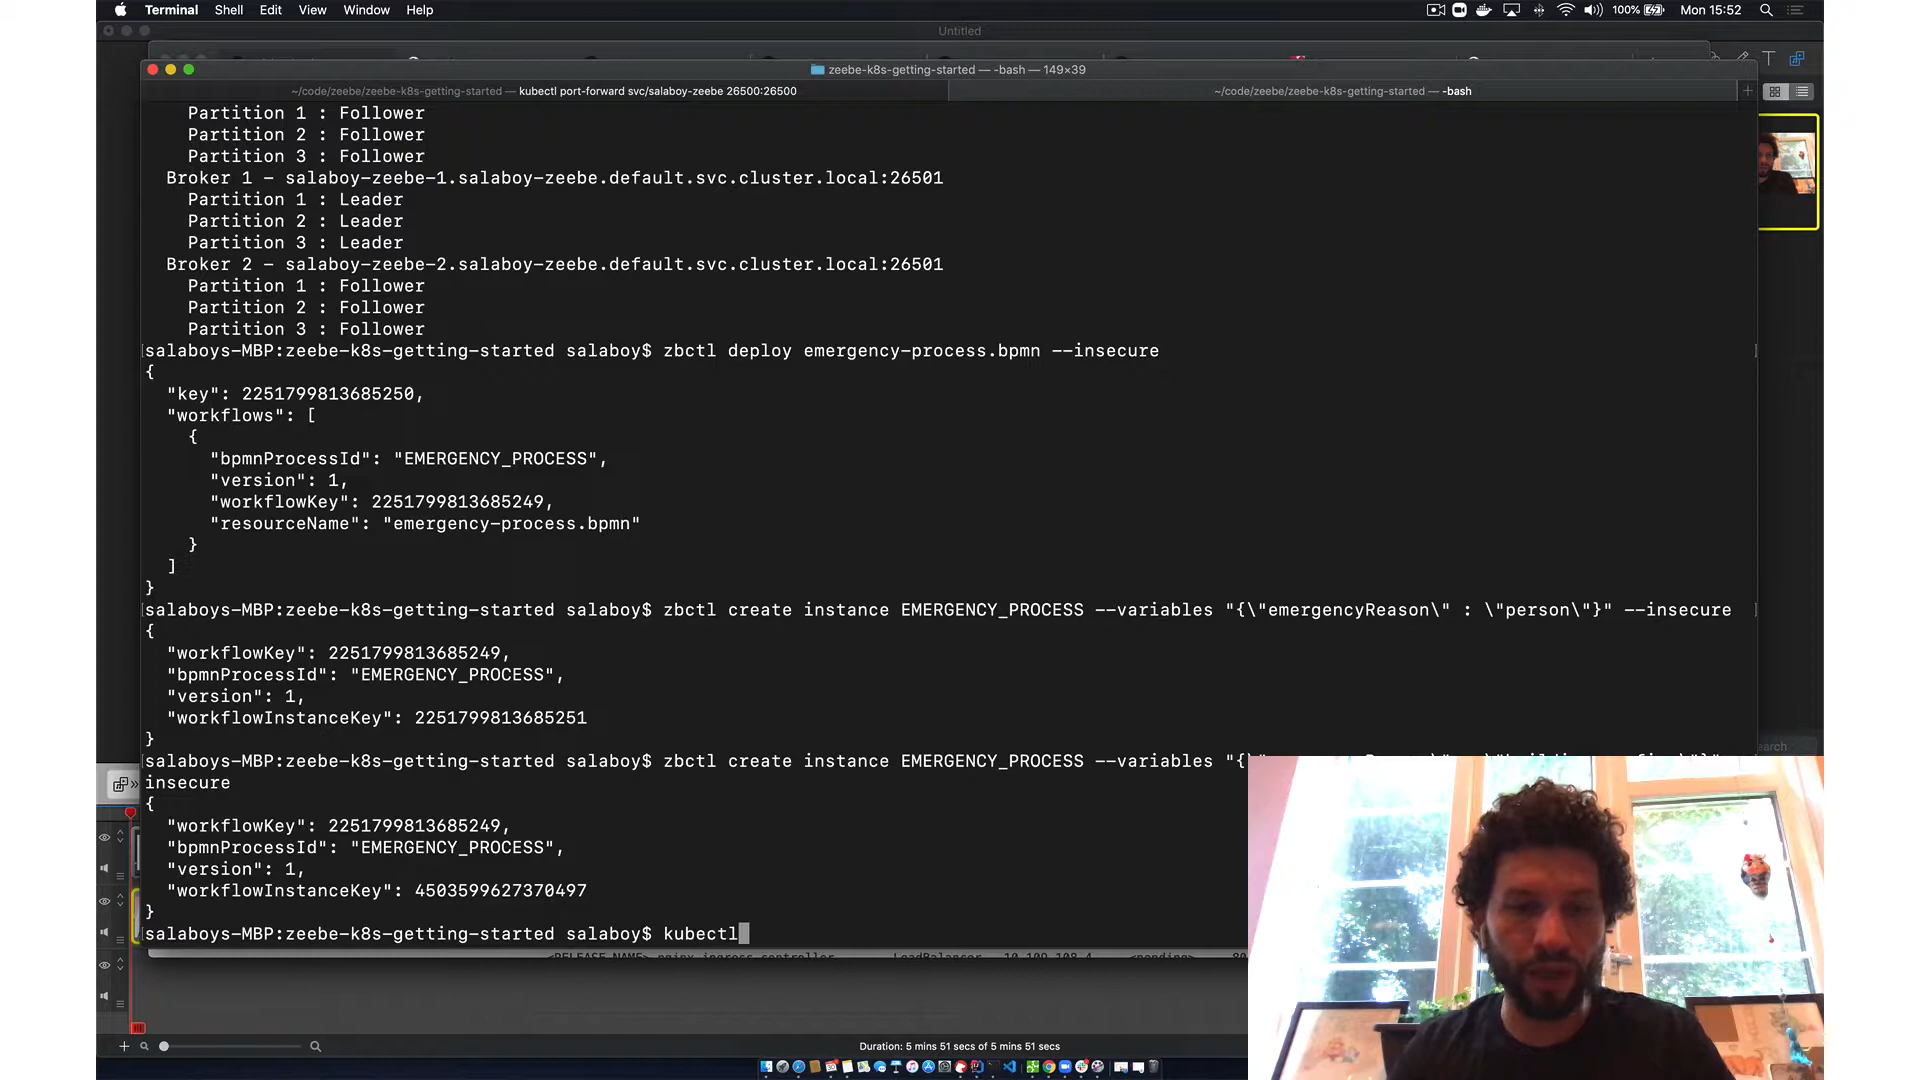 Terminal Shell Edit View Window Help
100% Mon 15:52
Untitled
zeebe-k8s-getting-started — -bash — 149×39
~/code/zeebe/zeebe-k8s-getting-started — kubectl port-forward svc/salaboy-zeebe 26500:26500
~/code/zeebe/zeebe-k8s-getting-started — -bash
Partition 1 : Follower
Partition 2 : Follower
Partition 3 : Follower
Broker 1 - salaboy-zeebe-1.salaboy-zeebe.default.svc.cluster.local:26501
Partition 1 : Leader
Partition 2 : Leader
Partition 3 : Leader
Broker 2 - salaboy-zeebe-2.salaboy-zeebe.default.svc.cluster.local:26501
Partition 1 : Follower
Partition 2 : Follower
Partition 3 : Follower
salaboys-MBP:zeebe-k8s-getting-started salaboy$ zbctl deploy emergency-process.bpmn --insecure
{
"key": 2251799813685250,
"workflows": [
{
"bpmnProcessId": "EMERGENCY_PROCESS",
"version": 1,
"workflowKey": 2251799813685249,
"resourceName": "emergency-process.bpmn"
}
]
}
salaboys-MBP:zeebe-k8s-getting-started salaboy$ zbctl create instance EMERGENCY_PROCESS --variables "{\"emergencyReason\" : \"person\"}" --insecure
{
"workflowKey": 2251799813685249,
"bpmnProcessId": "EMERGENCY_PROCESS",
"version": 1,
"workflowInstanceKey": 2251799813685251
}
salaboys-MBP:zeebe-k8s-getting-started salaboy$ zbctl create instance EMERGENCY_PROCESS --variables "{
insecure
{
"workflowKey": 2251799813685249,
"bpmnProcessId": "EMERGENCY_PROCESS",
"version": 1,
"workflowInstanceKey": 4503599627370497
}
salaboys-MBP:zeebe-k8s-getting-started salaboy$ kubectl
Duration: 5 mins 51 secs of 5 mins 51 secs